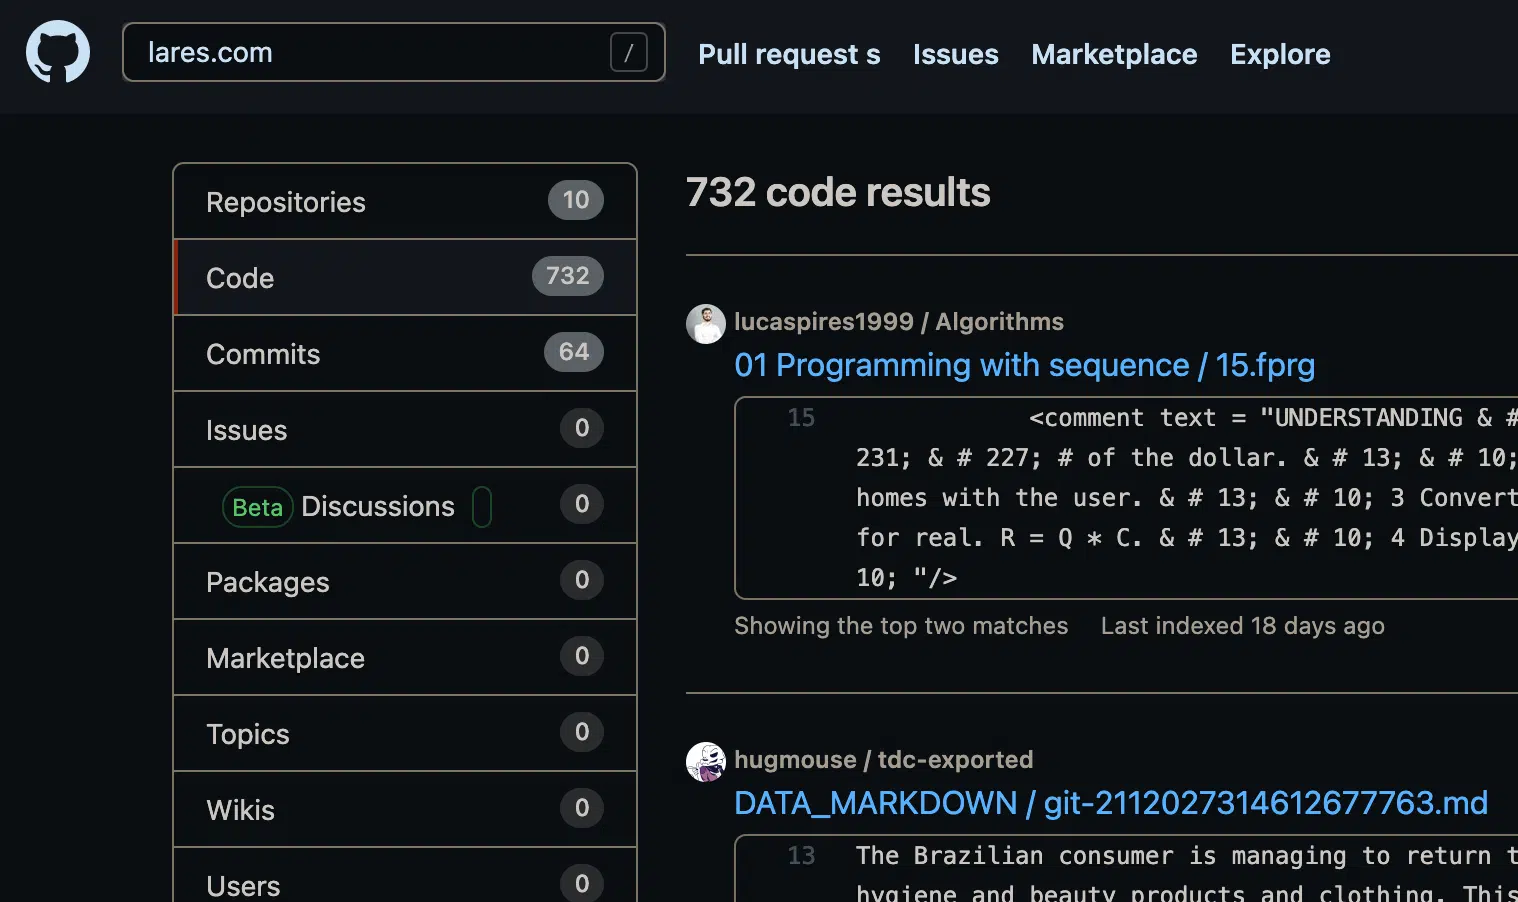 lares.com
/
Pull request s Issues Marketplace Explore
Repositories 10
Code 732
Commits 64
Issues 0
Beta Discussions 0
Packages 0
Marketplace 0
Topics 0
Wikis 0
Users 0
732 code results
lucaspires1999 / Algorithms
01 Programming with sequence / 15.fprg
15 <comment text = "UNDERSTANDING & #
231; & # 227; # of the dollar. & # 13; & # 10;
homes with the user. & # 13; & # 10; 3 Convert
for real. R = Q * C. & # 13; & # 10; 4 Display
10; "/>
Showing the top two matches Last indexed 18 days ago
hugmouse / tdc-exported
DATA_MARKDOWN / git-2112027314612677763.md
13 The Brazilian consumer is managing to return t
hygiene and beauty products and clothing. This